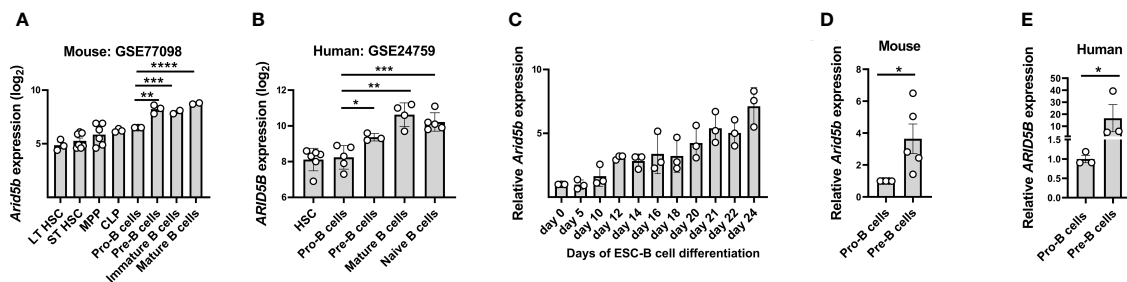 A
Mouse: GSE77098
****
***
**
Arid5b expression (log2)
10
5
LT HSC
ST HSC
MPP
CLP
Pro-B cells
Pre-B cells
Immature B cells
Mature B cells
B
Human: GSE24759
***
**
*
ARID5B expression (log2)
12
10
8
6
HSC
Pro-B cells
Pre-B cells
Mature B cells
Naive B cells
C
Relative Arid5b expression
10
5
day 0
day 5
day 10
day 12
day 14
day 16
day 18
day 20
day 21
day 22
day 24
Days of ESC-B cell differentiation
D
Mouse
*
Relative Arid5b expression
8
6
4
2
0
Pro-B cells
Pre-B cells
E
Human
*
Relative ARID5B expression
50
40
30
20
10
1.5
1.0
0.5
0.0
Pro-B cells
Pre-B cells